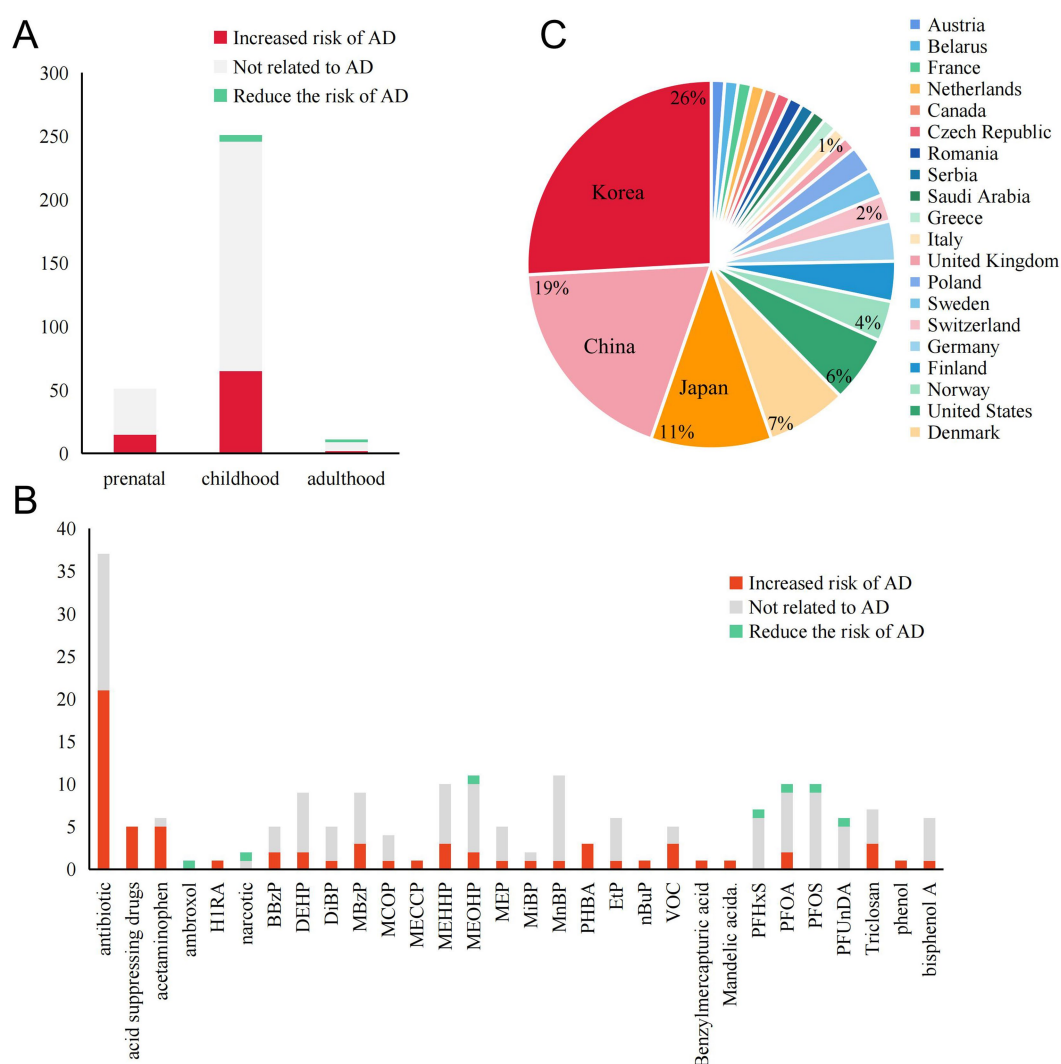 A
Increased risk of AD
Not related to AD
Reduce the risk of AD
300
250
200
150
100
50
0
prenatal
childhood
adulthood
C
26%
Korea
19%
China
11%
Japan
7%
6%
4%
2%
1%
Austria
Belarus
France
Netherlands
Canada
Czech Republic
Romania
Serbia
Saudi Arabia
Greece
Italy
United Kingdom
Poland
Sweden
Switzerland
Germany
Finland
Norway
United States
Denmark
B
40
35
30
25
20
15
10
5
0
Increased risk of AD
Not related to AD
Reduce the risk of AD
antibiotic
acid suppressing drugs
acetaminophen
ambroxol
H1RA
narcotic
BBzP
DEHP
DiBP
MBzP
MCOP
MECCP
MEHHP
MEOHP
MEP
MiBP
MnBP
PHBA
EtP
nBuP
VOC
Benzylmercapturic acid
Mandelic acida.
PFHxS
PFOA
PFOS
PFUnDA
Triclosan
phenol
bisphenol A